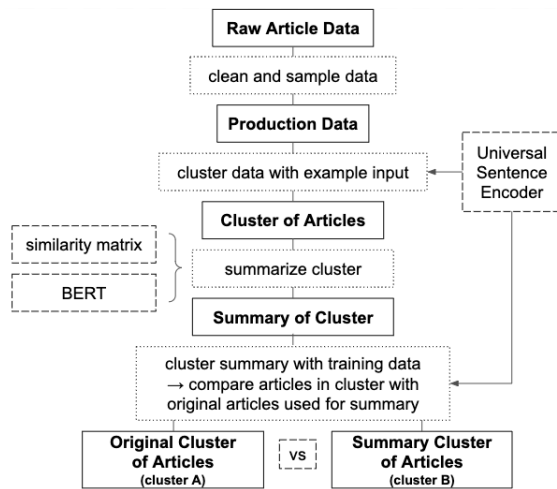 Raw Article Data
clean and sample data
Production Data
cluster data with example input
Universal
Sentence
Encoder
Cluster of Articles
similarity matrix
BERT
summarize cluster
Summary of Cluster
cluster summary with training data
→ compare articles in cluster with
original articles used for summary
Original Cluster
of Articles
(cluster A)
vs
Summary Cluster
of Articles
(cluster B)